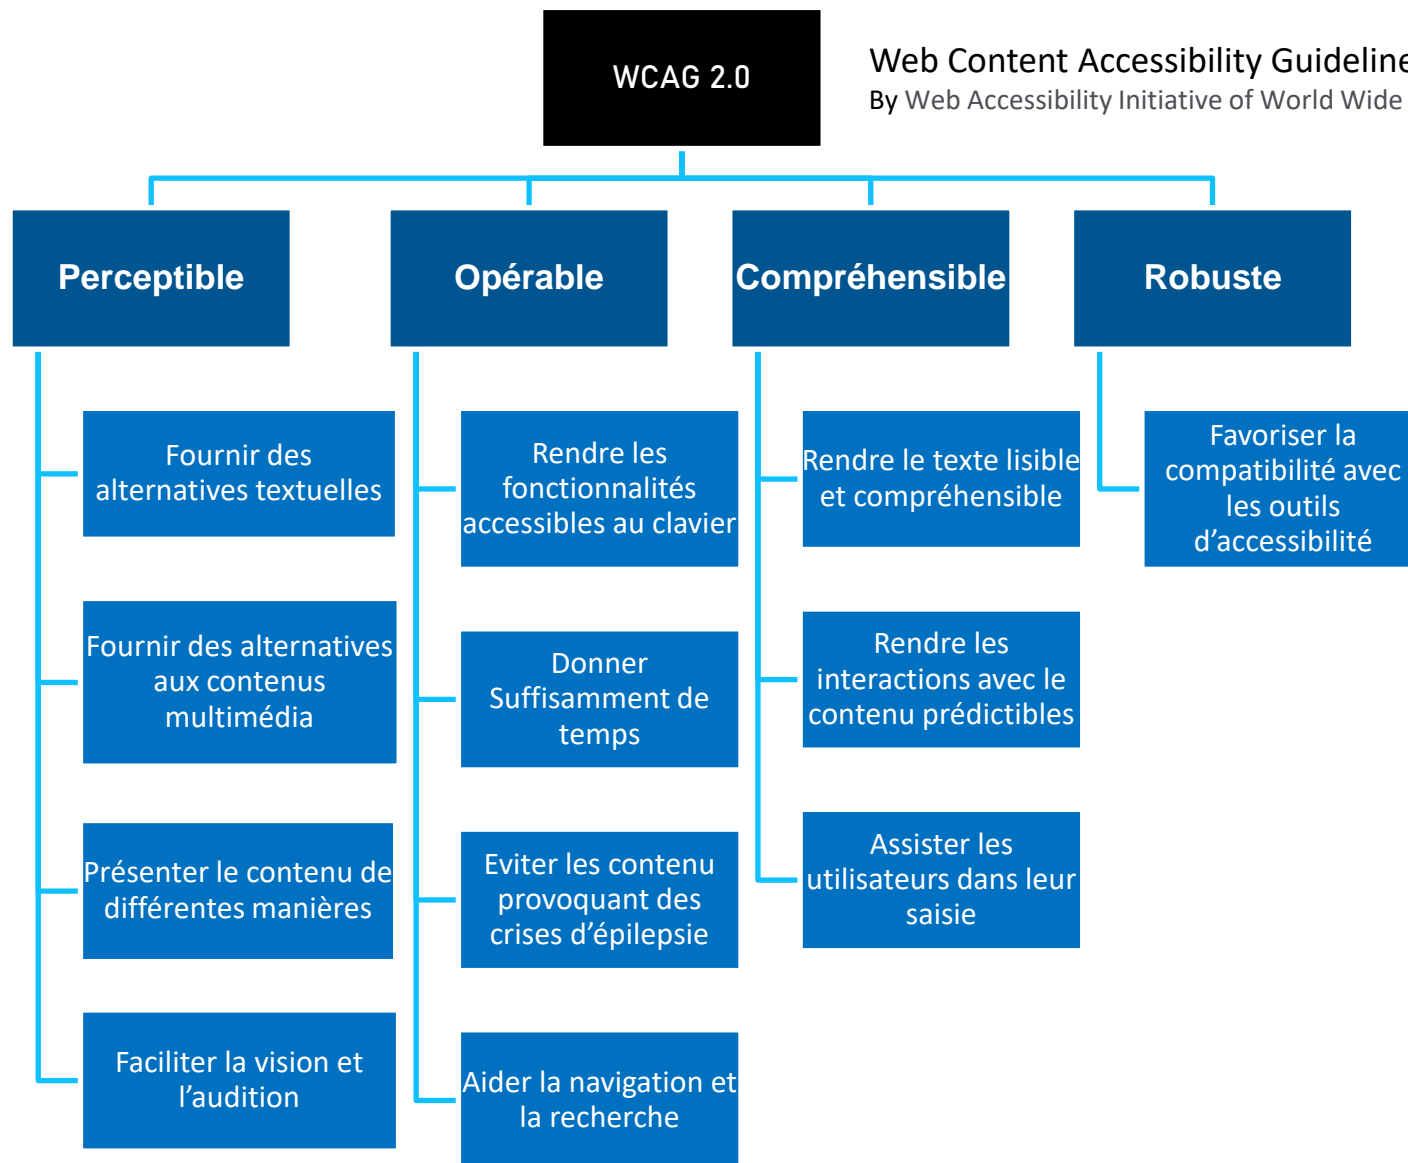 WCAG 2.0
Web Content Accessibility Guideline
By Web Accessibility Initiative of World Wide
Perceptible
Opérable
Compréhensible
Robuste
Fournir des
alternatives textuelles
Fournir des alternatives
aux contenus
multimédia
Présenter le contenu de
différentes manières
Faciliter la vision et
l’audition
Rendre les
fonctionnalités
accessibles au clavier
Donner
Suffisamment de
temps
Eviter les contenu
provoquant des
crises d’épilepsie
Aider la navigation et
la recherche
Rendre le texte lisible
et compréhensible
Rendre les
interactions avec le
contenu prédictibles
Assister les
utilisateurs dans leur
saisie
Favoriser la
compatibilité avec
les outils
d’accessibilité